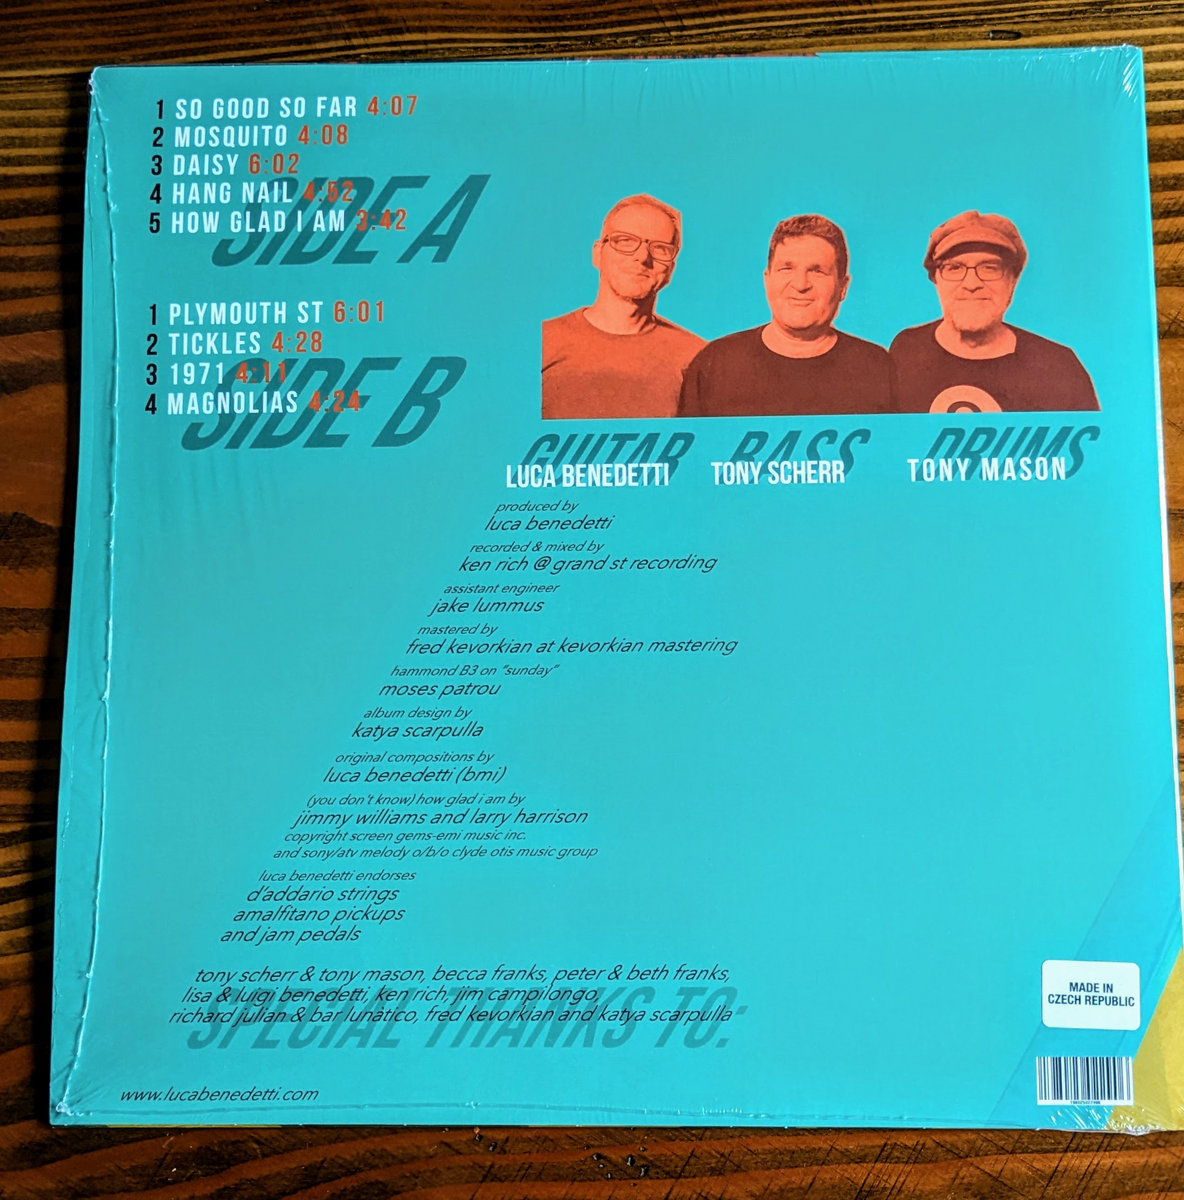 1 SO GOOD SO FAR 4:07
2 MOSQUITO 4:08
3 DAISY 6:02
4 HANG NAIL 4:52
5 HOW GLAD I AM 3:42
SIDE A
1 PLYMOUTH ST 6:01
2 TICKLES 4:28
3 1971 4:11
4 MAGNOLIAS 4:24
SIDE B
GUITAR BASS DRUMS
LUCA BENEDETTI TONY SCHERR TONY MASON
produced by
luca benedetti
recorded & mixed by
ken rich @ grand st recording
assistant engineer
jake lummus
mastered by
fred kevorkian at kevorkian mastering
hammond B3 on "sunday"
moses patrou
album design by
katya scarpulla
original compositions by
luca benedetti (bmi)
(you don't know) how glad i am by
jimmy williams and larry harrison
copyright screen gems-emi music inc.
and sony/atv melody o/b/o clyde otis music group
luca benedetti endorses
d'addario strings
amalfitano pickups
and jam pedals
tony scherr & tony mason, becca franks, peter & beth franks,
lisa & luigi benedetti, ken rich, jim campilongo,
richard julian & bar lunàtico, fred kevorkian and katya scarpulla
SPECIAL THANKS TO:
www.lucabenedetti.com
MADE IN
CZECH REPUBLIC